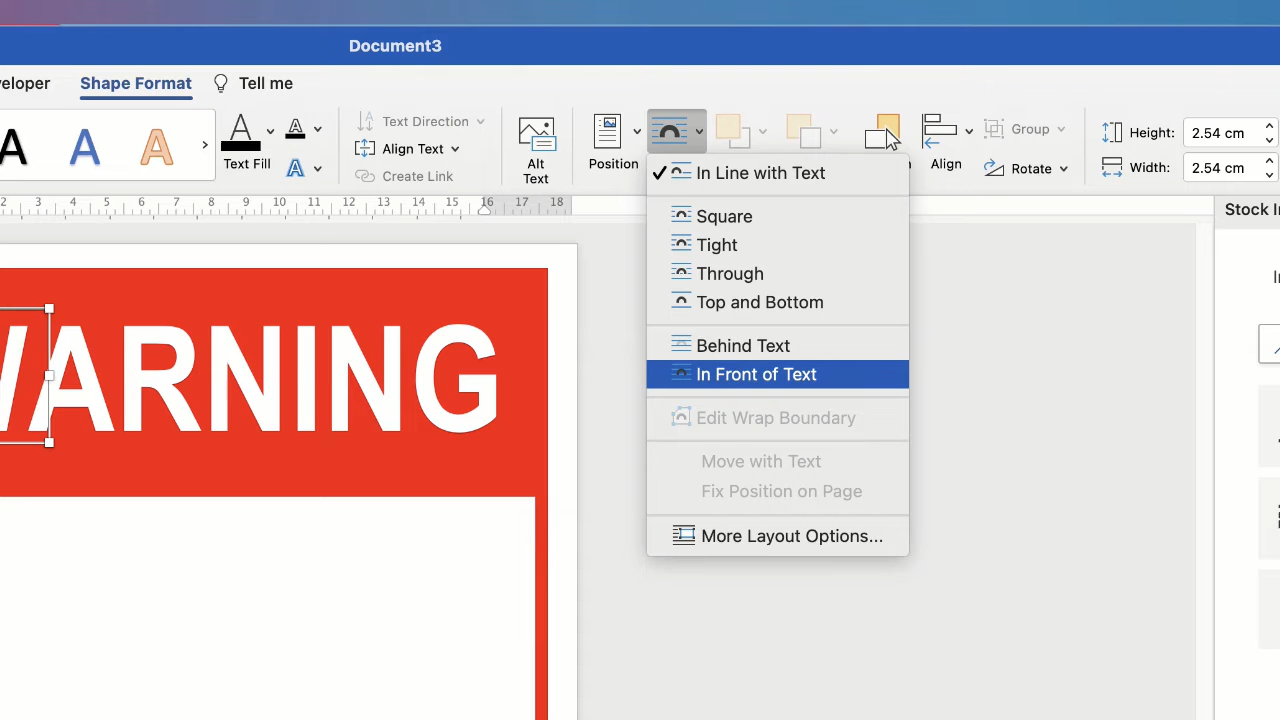 Document3
veloper Shape Format Tell me
A A A Text Fill A A
Text Direction
Align Text
Create Link
Alt
Text
Position
Align
Group
Rotate
Height: 2.54 cm
Width: 2.54 cm
2 3 4 5 6 7 8 9 10 11 12 13 14 15 16 17 18
Stock I
In Line with Text
Square
Tight
Through
Top and Bottom
Behind Text
In Front of Text
Edit Wrap Boundary
Move with Text
Fix Position on Page
More Layout Options...
WARNING